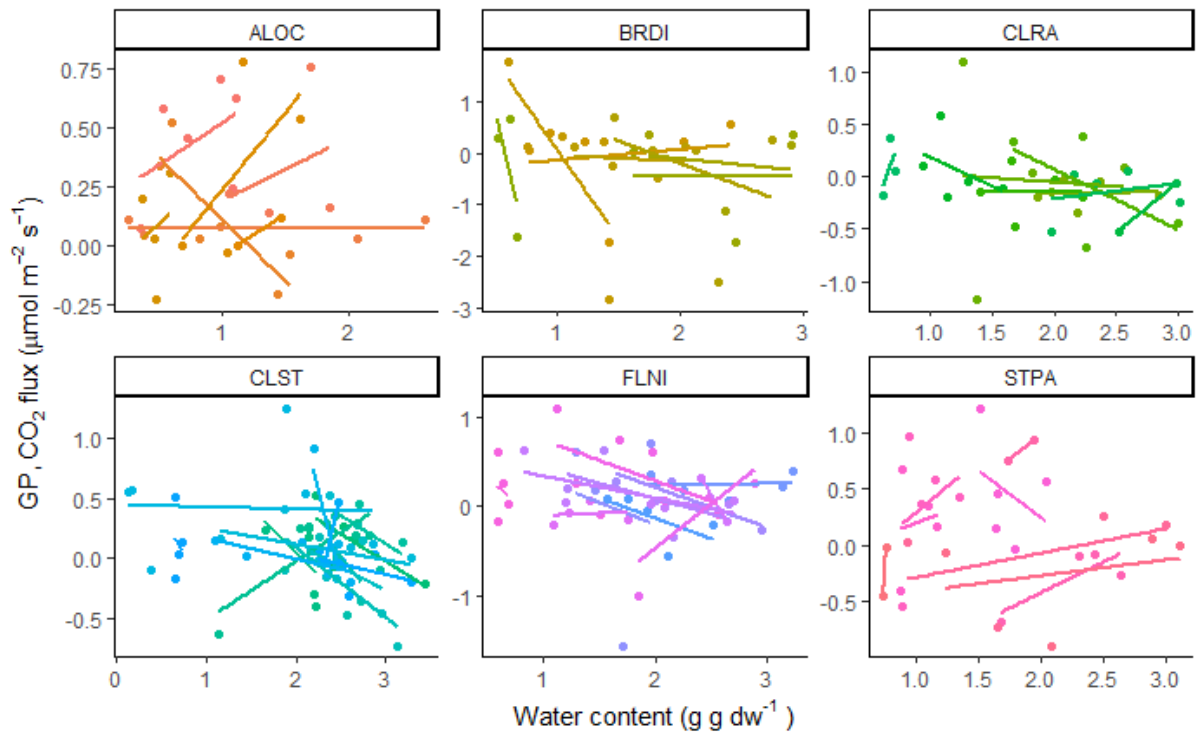 ALOC BRDI CLRA
0.75 0.50 0.25 0.00 -0.25
1 0 -1 -2 -3
1.0 0.5 0.0 -0.5 -1.0
1 2
1 2 3
1.0 1.5 2.0 2.5 3.0
CLST FLNI STPA
1.0 0.5 0.0 -0.5
1 0 -1
1.0 0.5 0.0 -0.5
0 1 2 3
1 2 3
1.0 1.5 2.0 2.5 3.0
GP, CO₂ flux (μmol m⁻² s⁻¹)
Water content (g g dw⁻¹ )